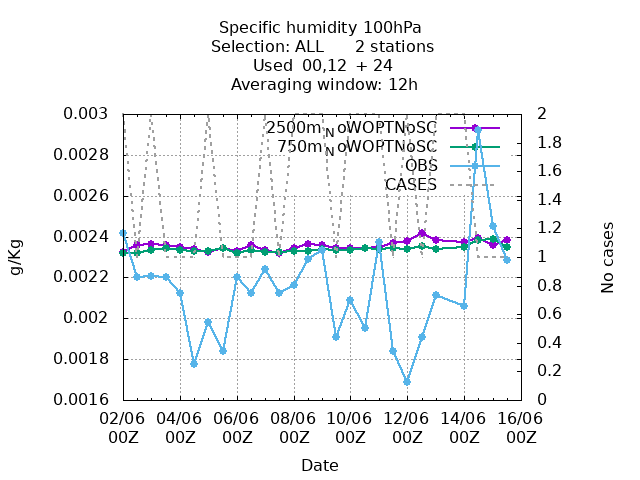 Specific humidity 100hPa
Selection: ALL 2 stations
Used 00,12 + 24
Averaging window: 12h
2500m_NoWOPTNoSC
750m_NoWOPTNoSC
OBS
CASES
0.003
0.0028
0.0026
0.0024
0.0022
0.002
0.0018
0.0016
g/Kg
2
1.8
1.6
1.4
1.2
1
0.8
0.6
0.4
0.2
0
No cases
02/06 04/06 06/06 08/06 10/06 12/06 14/06 16/06
00Z 00Z 00Z 00Z 00Z 00Z 00Z 00Z
Date